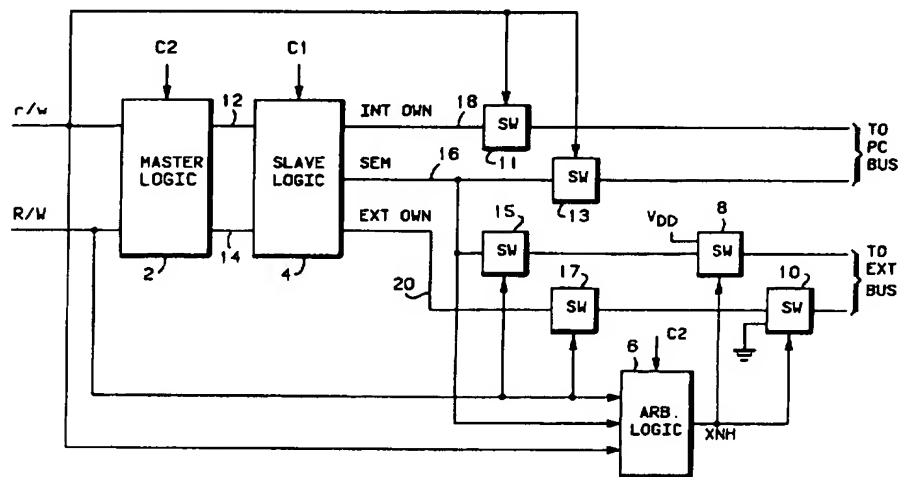 C2
C1
r/w
12
INT OWN
18
SW
11
TO
PC
BUS
MASTER
LOGIC
SLAVE
LOGIC
SEM
16
SW
13
R/W
EXT OWN
15
SW
VDD
8
SW
TO
EXT
BUS
2
14
4
20
17
SW
10
SW
6
C2
ARB.
LOGIC
XNH